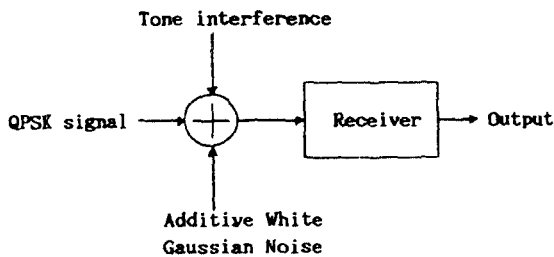 Tone interference
QPSK signal
Receiver
Output
Additive White
Gaussian Noise